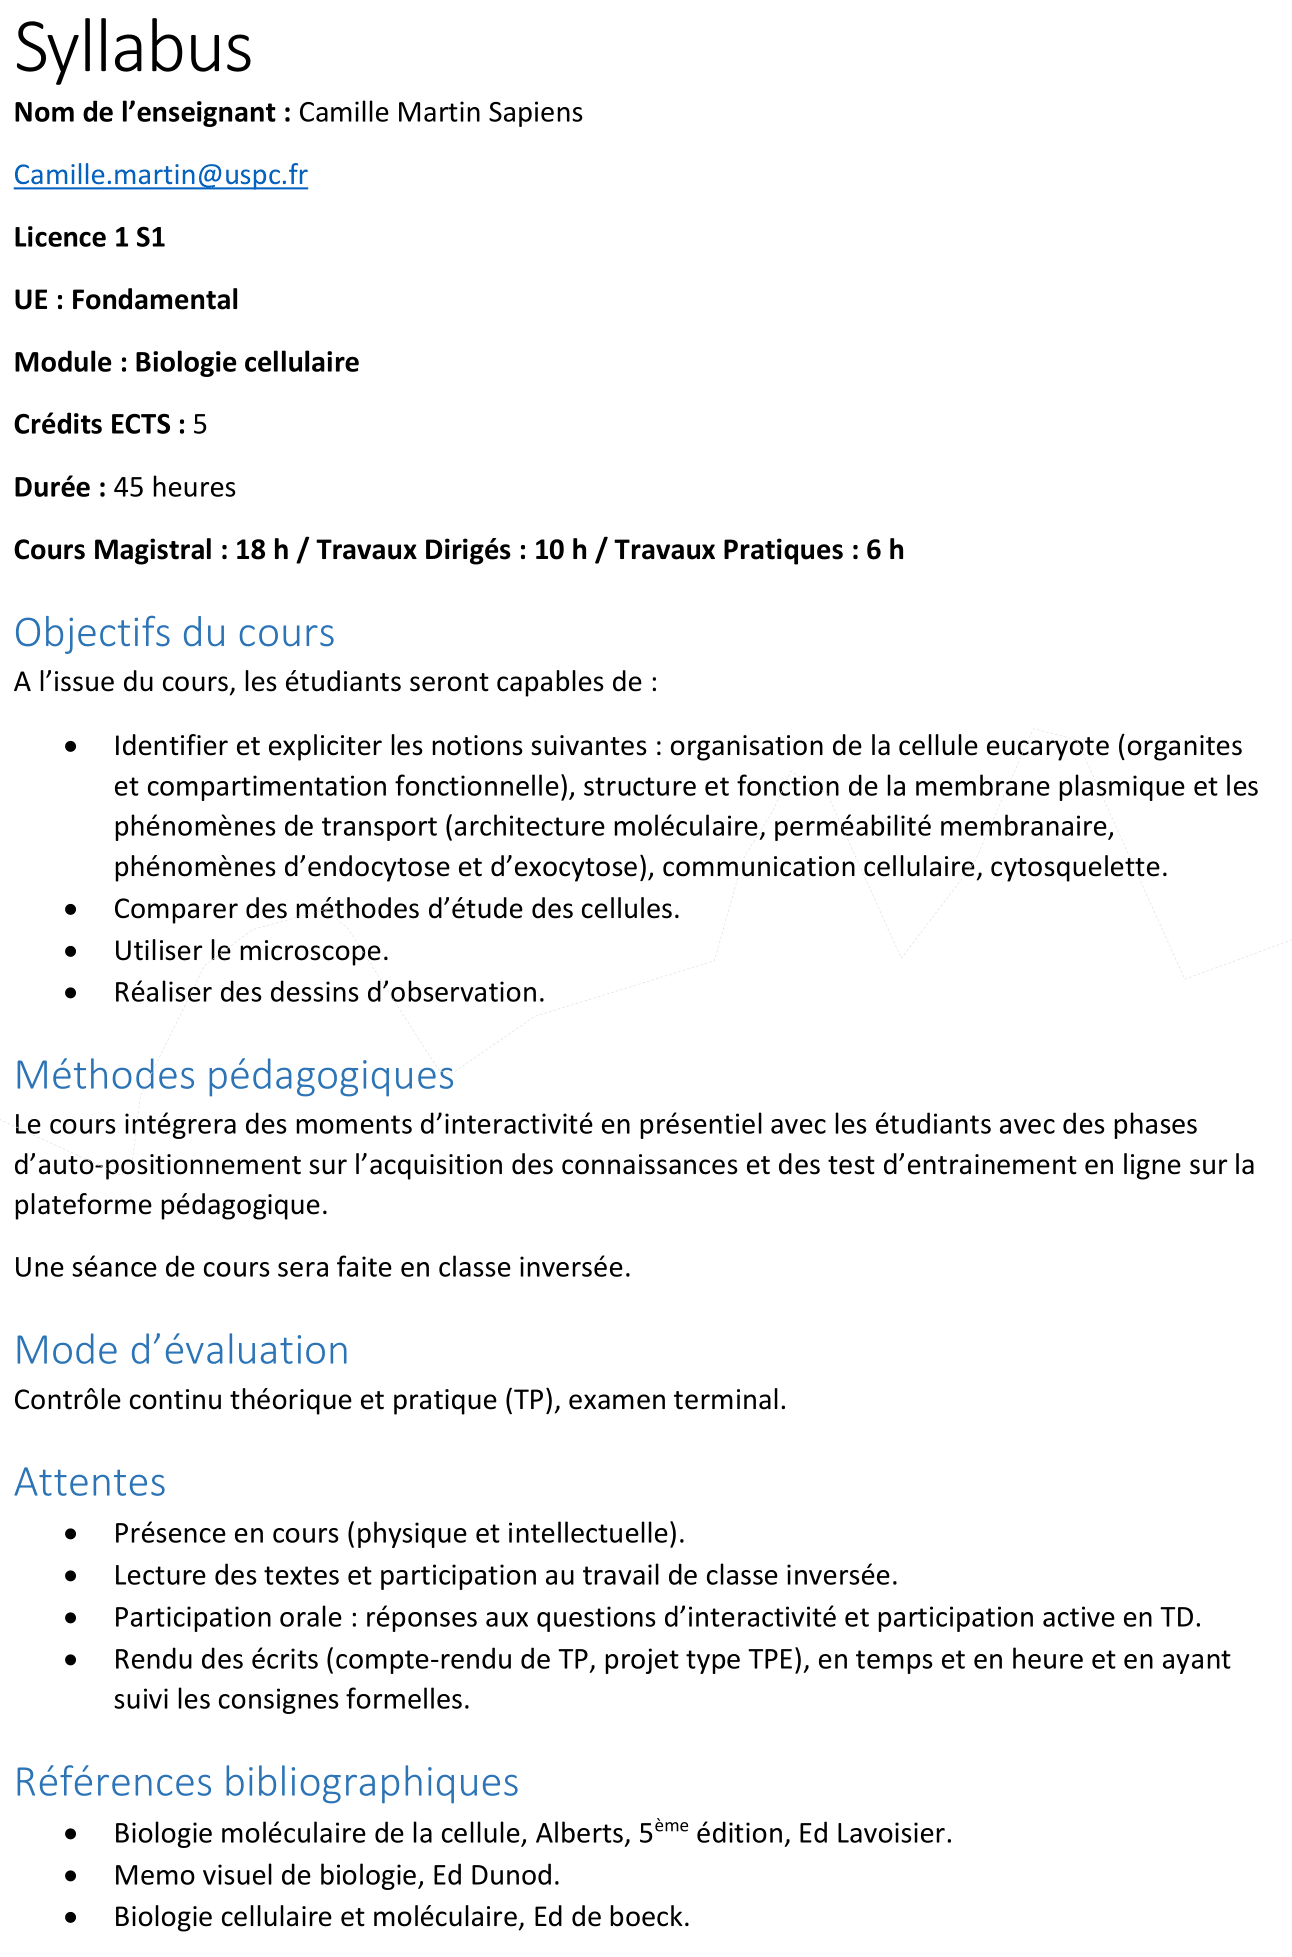 Syllabus
Nom de l’enseignant : Camille Martin Sapiens
Camille.martin@uspc.fr
Licence 1 S1
UE : Fondamental
Module : Biologie cellulaire
Crédits ECTS : 5
Durée : 45 heures
Cours Magistral : 18 h / Travaux Dirigés : 10 h / Travaux Pratiques : 6 h
Objectifs du cours
A l’issue du cours, les étudiants seront capables de :
• Identifier et expliciter les notions suivantes : organisation de la cellule eucaryote (organites
et compartimentation fonctionnelle), structure et fonction de la membrane plasmique et les
phénomènes de transport (architecture moléculaire, perméabilité membranaire,
phénomènes d’endocytose et d’exocytose), communication cellulaire, cytosquelette.
• Comparer des méthodes d’étude des cellules.
• Utiliser le microscope.
• Réaliser des dessins d’observation.
Méthodes pédagogiques
Le cours intégrera des moments d’interactivité en présentiel avec les étudiants avec des phases
d’auto-positionnement sur l’acquisition des connaissances et des test d’entrainement en ligne sur la
plateforme pédagogique.
Une séance de cours sera faite en classe inversée.
Mode d’évaluation
Contrôle continu théorique et pratique (TP), examen terminal.
Attentes
• Présence en cours (physique et intellectuelle).
• Lecture des textes et participation au travail de classe inversée.
• Participation orale : réponses aux questions d’interactivité et participation active en TD.
• Rendu des écrits (compte-rendu de TP, projet type TPE), en temps et en heure et en ayant
suivi les consignes formelles.
Références bibliographiques
• Biologie moléculaire de la cellule, Alberts, 5ème édition, Ed Lavoisier.
• Memo visuel de biologie, Ed Dunod.
• Biologie cellulaire et moléculaire, Ed de boeck.